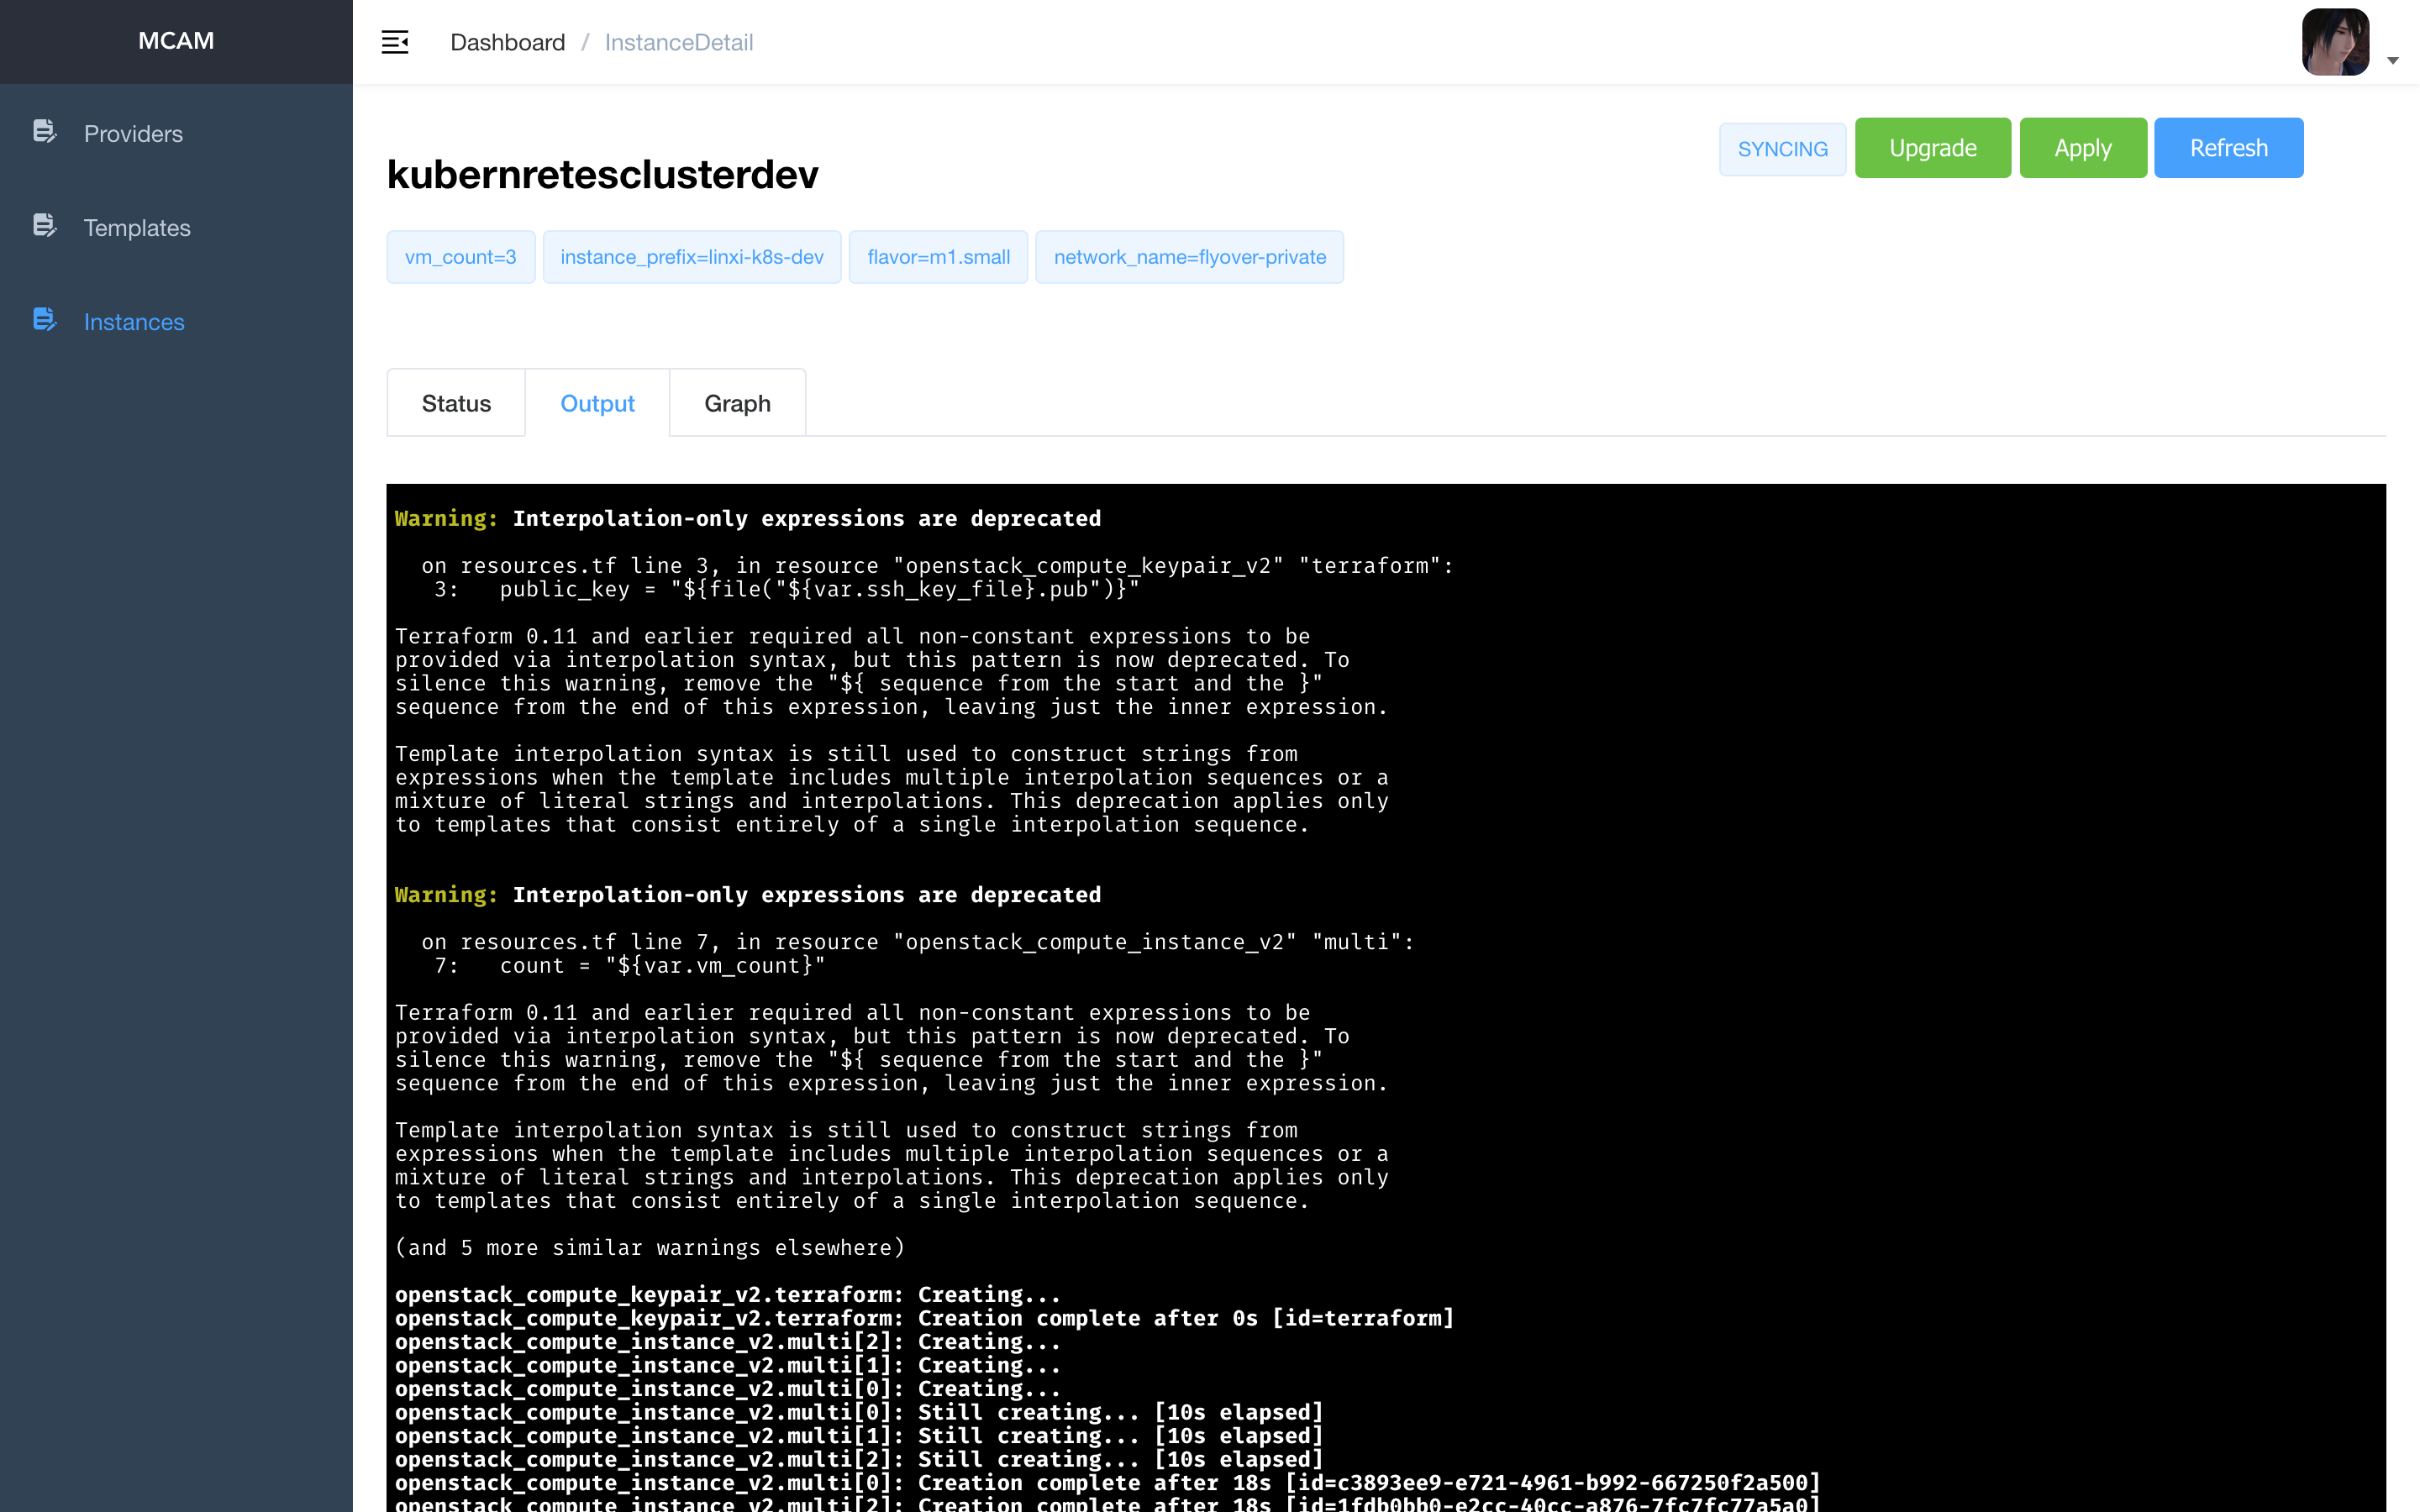 MCAM
Dashboard / InstanceDetail
Providers
Templates
Instances
SYNCING Upgrade Apply Refresh
kubernretesclusterdev
vm_count=3 instance_prefix=linxi-k8s-dev flavor=m1.small network_name=flyover-private
Status Output Graph
Warning: Interpolation-only expressions are deprecated
on resources.tf line 3, in resource "openstack_compute_keypair_v2" "terraform":
3: public_key = "${file("${var.ssh_key_file}.pub")}"
Terraform 0.11 and earlier required all non-constant expressions to be
provided via interpolation syntax, but this pattern is now deprecated. To
silence this warning, remove the "${ sequence from the start and the }"
sequence from the end of this expression, leaving just the inner expression.
Template interpolation syntax is still used to construct strings from
expressions when the template includes multiple interpolation sequences or a
mixture of literal strings and interpolations. This deprecation applies only
to templates that consist entirely of a single interpolation sequence.
Warning: Interpolation-only expressions are deprecated
on resources.tf line 7, in resource "openstack_compute_instance_v2" "multi":
7: count = "${var.vm_count}"
Terraform 0.11 and earlier required all non-constant expressions to be
provided via interpolation syntax, but this pattern is now deprecated. To
silence this warning, remove the "${ sequence from the start and the }"
sequence from the end of this expression, leaving just the inner expression.
Template interpolation syntax is still used to construct strings from
expressions when the template includes multiple interpolation sequences or a
mixture of literal strings and interpolations. This deprecation applies only
to templates that consist entirely of a single interpolation sequence.
(and 5 more similar warnings elsewhere)
openstack_compute_keypair_v2.terraform: Creating...
openstack_compute_keypair_v2.terraform: Creation complete after 0s [id=terraform]
openstack_compute_instance_v2.multi[2]: Creating...
openstack_compute_instance_v2.multi[1]: Creating...
openstack_compute_instance_v2.multi[0]: Creating...
openstack_compute_instance_v2.multi[0]: Still creating... [10s elapsed]
openstack_compute_instance_v2.multi[1]: Still creating... [10s elapsed]
openstack_compute_instance_v2.multi[2]: Still creating... [10s elapsed]
openstack_compute_instance_v2.multi[0]: Creation complete after 18s [id=c3893ee9-e721-4961-b992-667250f2a500]
openstack_compute_instance_v2.multi[2]: Creation complete after 18s [id=1fdb0bb0-e2cc-40cc-a876-7fc7fc77a5a0]